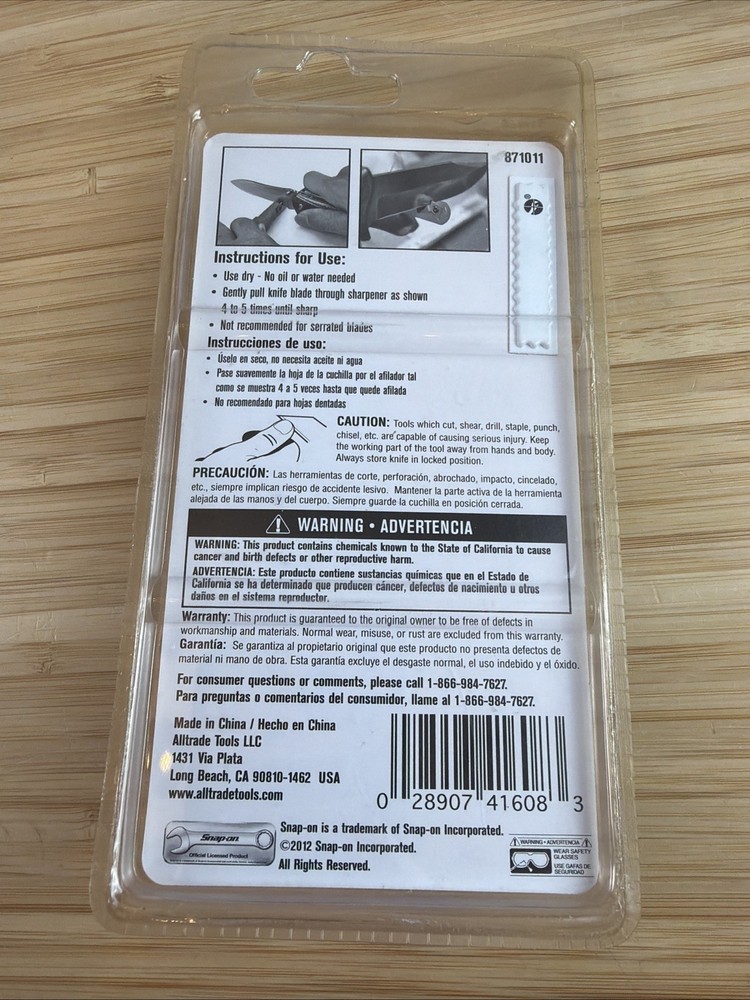 871011
Instructions for Use:
• Use dry - No oil or water needed
• Gently pull knife blade through sharpener as shown
4 to 5 times until sharp
• Not recommended for serrated blades
Instrucciones de uso:
• Úselo en seco, no necesita aceite ni agua
• Pase suavemente la hoja de la cuchilla por el afilador tal
como se muestra 4 a 5 veces hasta que quede afilada
• No recomendado para hojas dentadas
CAUTION: Tools which cut, shear, drill, staple, punch,
chisel, etc. are capable of causing serious injury. Keep
the working part of the tool away from hands and body.
Always store knife in locked position.
PRECAUCIÓN: Las herramientas de corte, perforación, abrochado, impacto, cincelado,
etc., siempre implican riesgo de accidente lesivo. Mantener la parte activa de la herramienta
alejada de las manos y del cuerpo. Siempre guarde la cuchilla en posición cerrada.
WARNING • ADVERTENCIA
WARNING: This product contains chemicals known to the State of California to cause
cancer and birth defects or other reproductive harm.
ADVERTENCIA: Este producto contiene sustancias químicas que en el Estado de
California se ha determinado que producen cáncer, defectos de nacimiento u otros
daños en el sistema reproductor.
Warranty: This product is guaranteed to the original owner to be free of defects in
workmanship and materials. Normal wear, misuse, or rust are excluded from this warranty.
Garantía: Se garantiza al propietario original que este producto no presenta defectos de
material ni mano de obra. Esta garantía excluye el desgaste normal, el uso indebido y el óxido.
For consumer questions or comments, please call 1-866-984-7627.
Para preguntas o comentarios del consumidor, llame al 1-866-984-7627.
Made in China / Hecho en China
Alltrade Tools LLC
1431 Via Plata
Long Beach, CA 90810-1462 USA
www.alltradetools.com
0 28907 41608 3
Snap-on
Official Licensed Product
Snap-on is a trademark of Snap-on Incorporated.
©2012 Snap-on Incorporated.
All Rights Reserved.
WARNING • ADVERTENCIA
WEAR SAFETY
GLASSES
USE GAFAS DE
SEGURIDAD